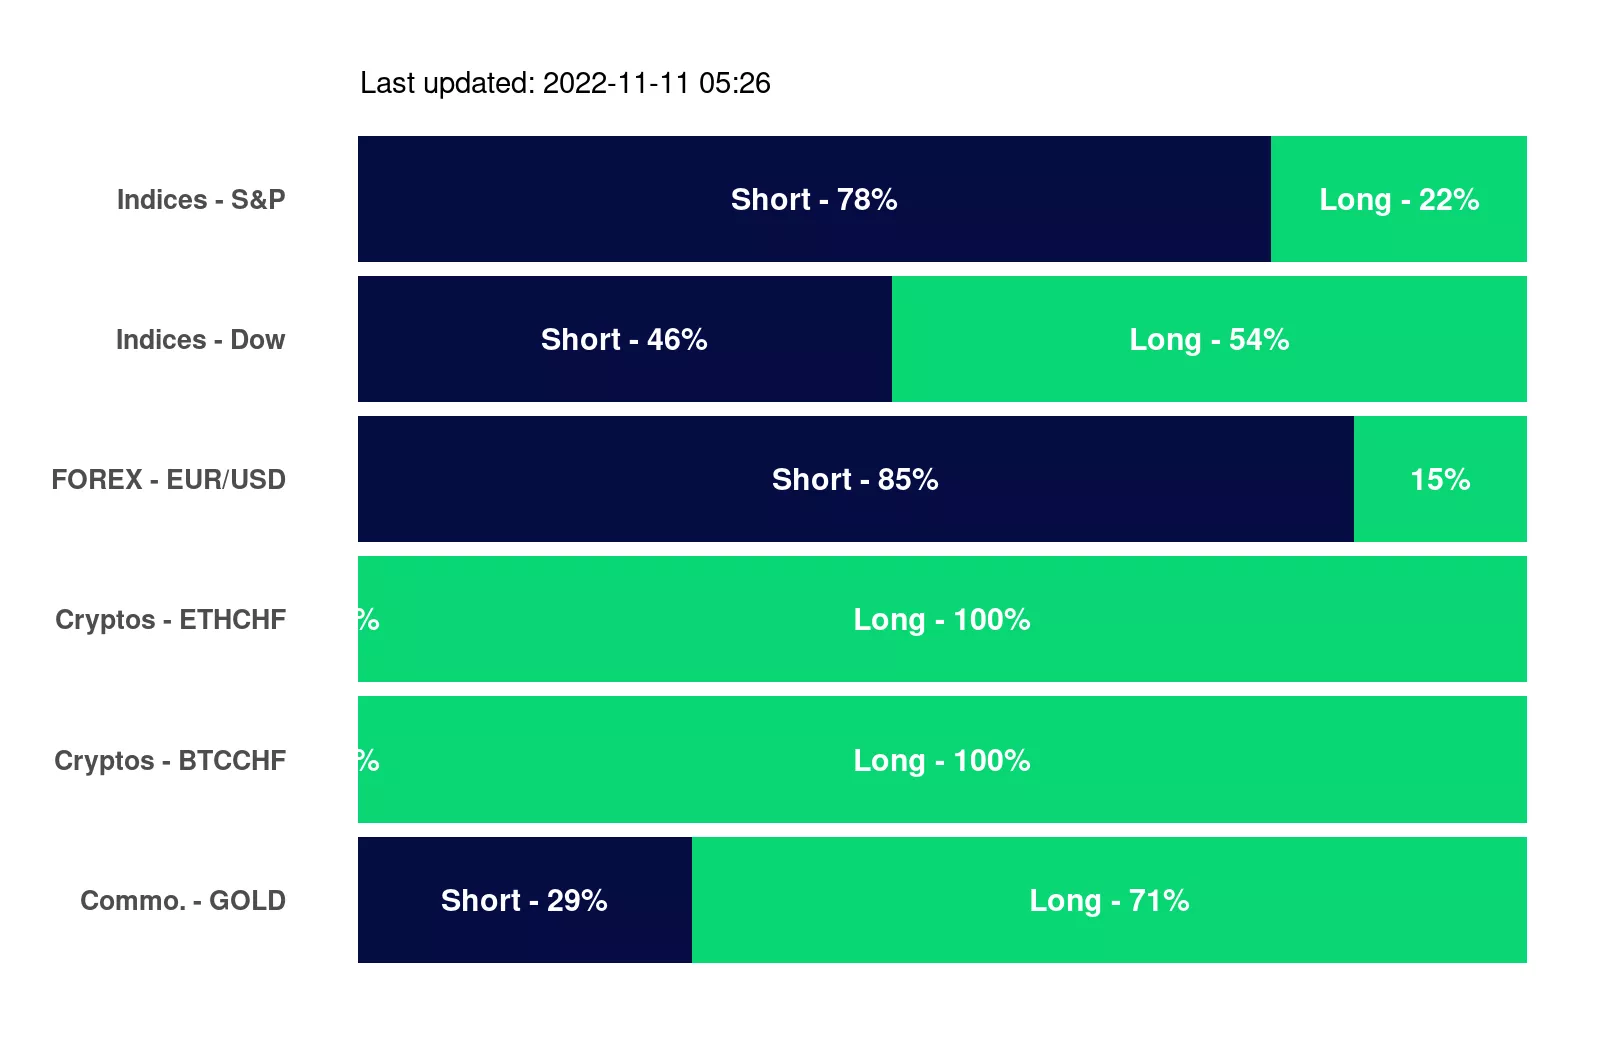 Last updated: 2022-11-11 05:26
Indices - S&P Short - 78% Long - 22%
Indices - Dow Short - 46% Long - 54%
FOREX - EUR/USD Short - 85% 15%
Cryptos - ETHCHF % Long - 100%
Cryptos - BTCCHF % Long - 100%
Commo. - GOLD Short - 29% Long - 71%